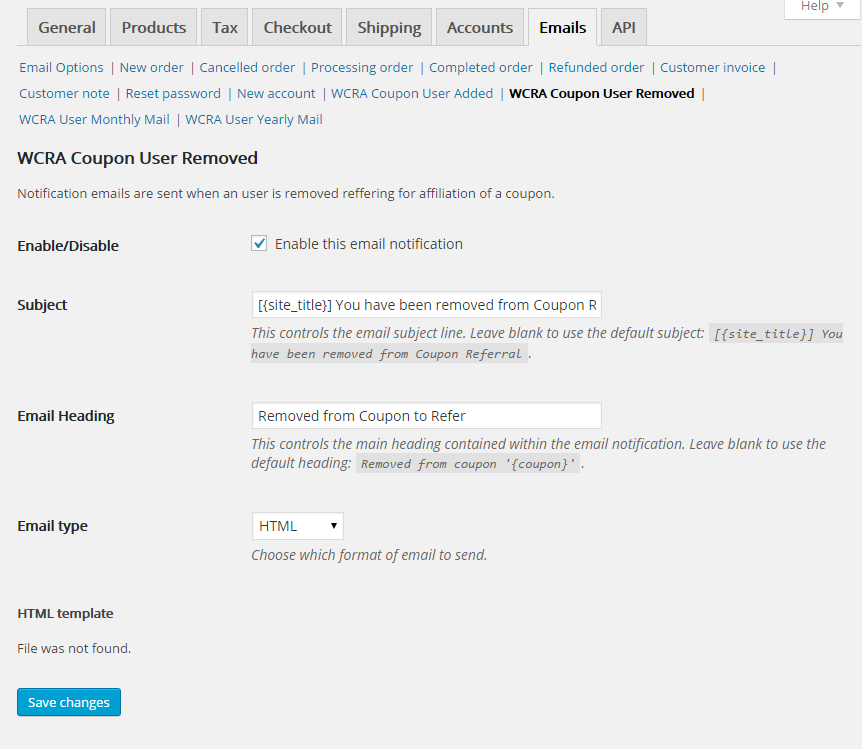 Help
General Products Tax Checkout Shipping Accounts Emails API
Email Options | New order | Cancelled order | Processing order | Completed order | Refunded order | Customer invoice |
Customer note | Reset password | New account | WCRA Coupon User Added | WCRA Coupon User Removed |
WCRA User Monthly Mail | WCRA User Yearly Mail
WCRA Coupon User Removed
Notification emails are sent when an user is removed reffering for affiliation of a coupon.
Enable/Disable Enable this email notification
Subject [{site_title}] You have been removed from Coupon R
This controls the email subject line. Leave blank to use the default subject: [{site_title}] You
have been removed from Coupon Referral .
Email Heading Removed from Coupon to Refer
This controls the main heading contained within the email notification. Leave blank to use the
default heading: Removed from coupon '{coupon}' .
Email type HTML
Choose which format of email to send.
HTML template
File was not found.
Save changes